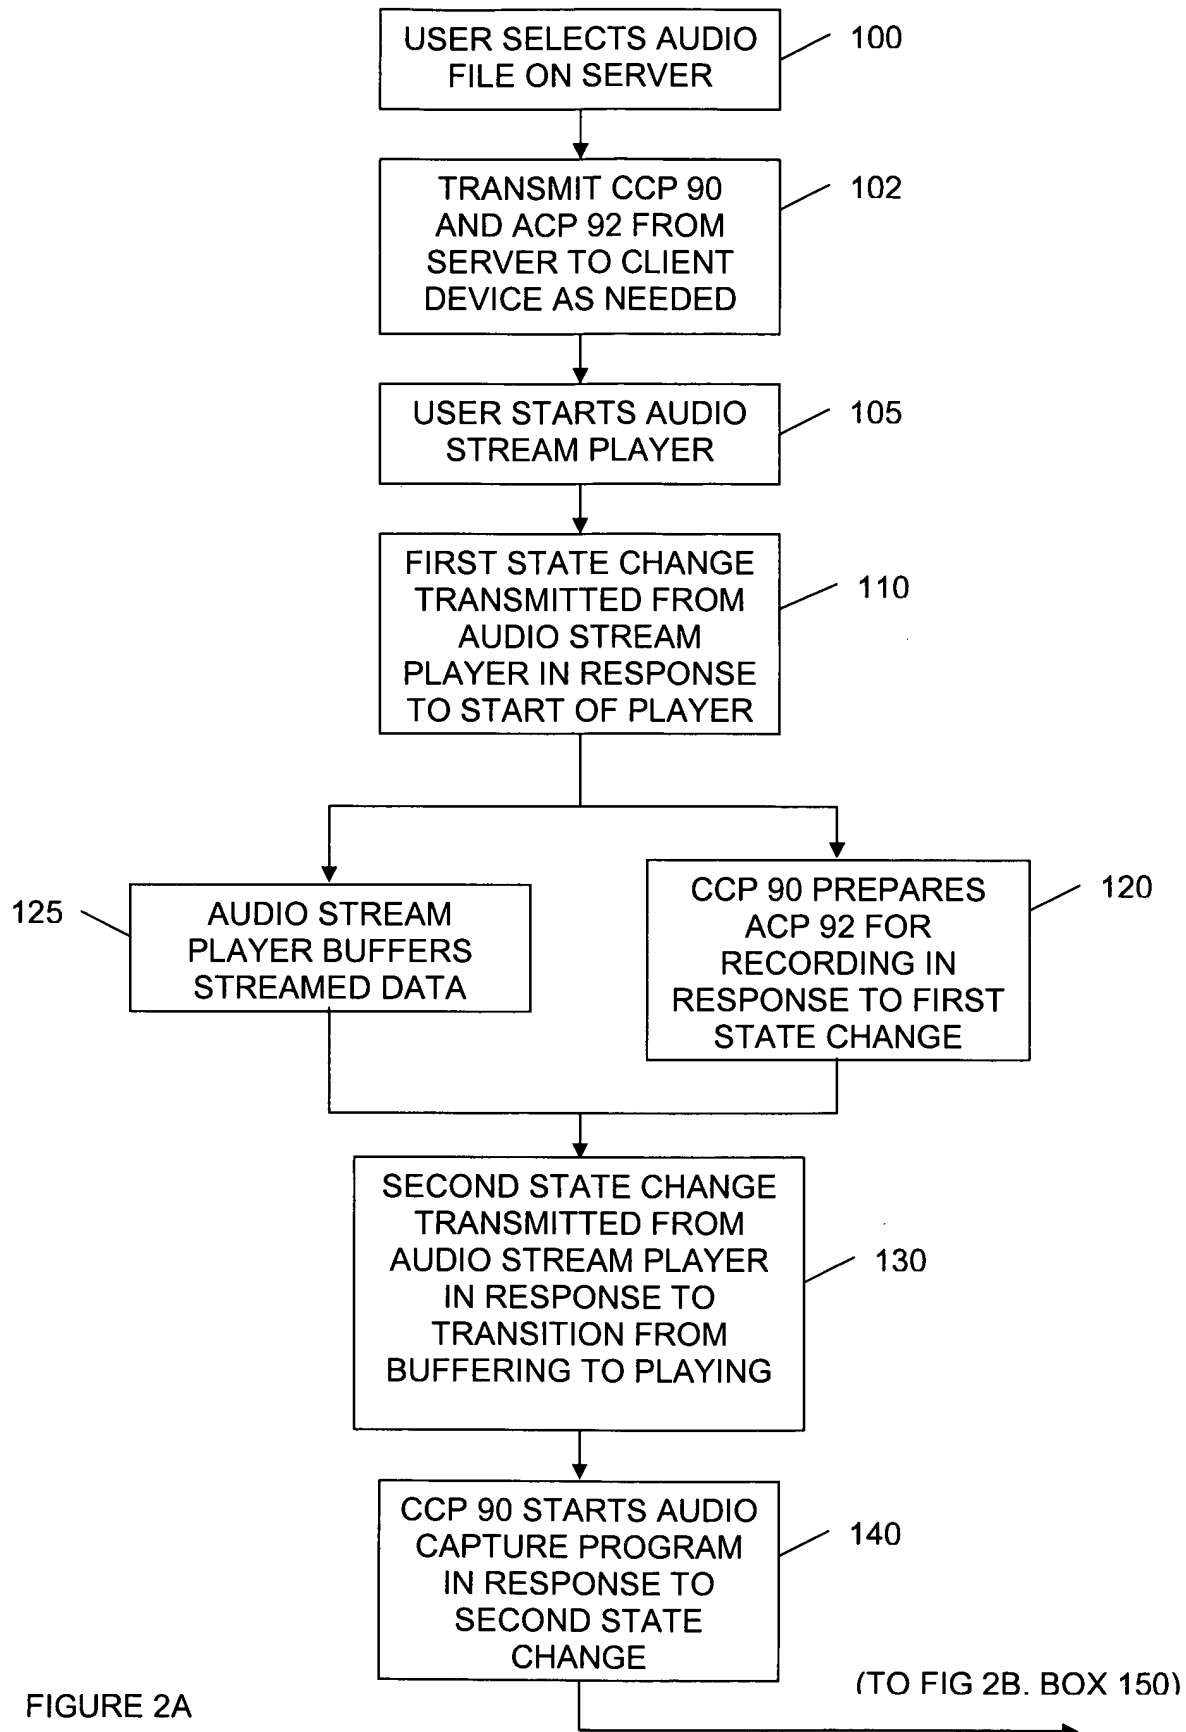 USER SELECTS AUDIO
FILE ON SERVER
100
TRANSMIT CCP 90
AND ACP 92 FROM
SERVER TO CLIENT
DEVICE AS NEEDED
102
USER STARTS AUDIO
STREAM PLAYER
105
FIRST STATE CHANGE
TRANSMITTED FROM
AUDIO STREAM
PLAYER IN RESPONSE
TO START OF PLAYER
110
125
AUDIO STREAM
PLAYER BUFFERS
STREAMED DATA
CCP 90 PREPARES
ACP 92 FOR
RECORDING IN
RESPONSE TO FIRST
STATE CHANGE
120
SECOND STATE CHANGE
TRANSMITTED FROM
AUDIO STREAM PLAYER
IN RESPONSE TO
TRANSITION FROM
BUFFERING TO PLAYING
130
CCP 90 STARTS AUDIO
CAPTURE PROGRAM
IN RESPONSE TO
SECOND STATE
CHANGE
140
(TO FIG 2B. BOX 150)
FIGURE 2A